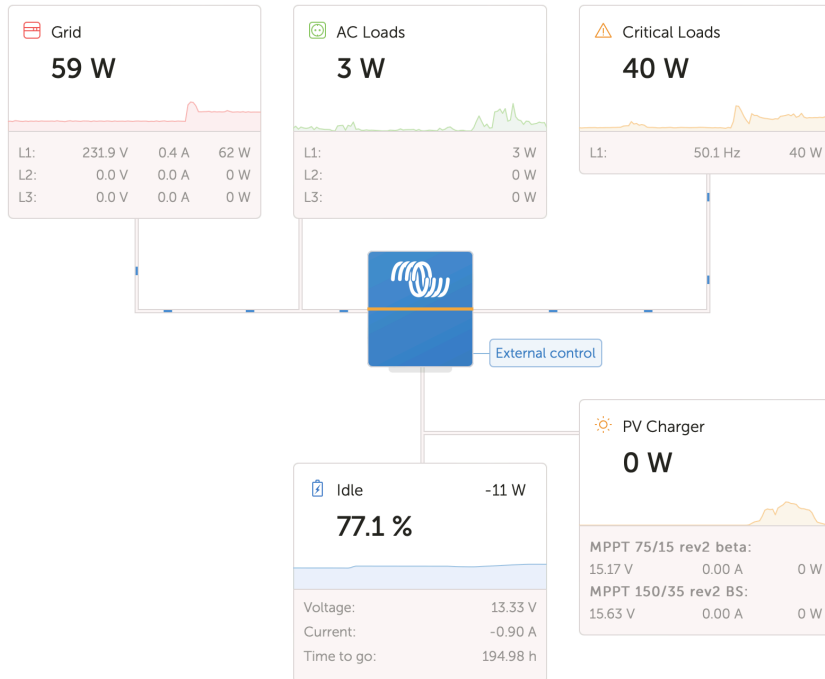 Grid
59 W
L1: 231.9 V 0.4 A 62 W
L2: 0.0 V 0.0 A 0 W
L3: 0.0 V 0.0 A 0 W
AC Loads
3 W
L1: 3 W
L2: 0 W
L3: 0 W
Critical Loads
40 W
L1: 50.1 Hz 40 W
External control
Idle -11 W
77.1 %
Voltage: 13.33 V
Current: -0.90 A
Time to go: 194.98 h
PV Charger
0 W
MPPT 75/15 rev2 beta:
15.17 V 0.00 A 0 W
MPPT 150/35 rev2 BS:
15.63 V 0.00 A 0 W